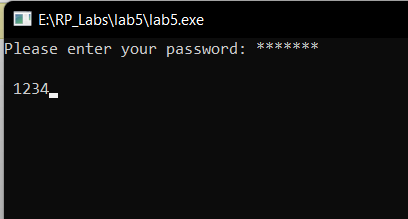 E:\RP_Labs\lab5\lab5.exe
Please enter your password: *******
1234